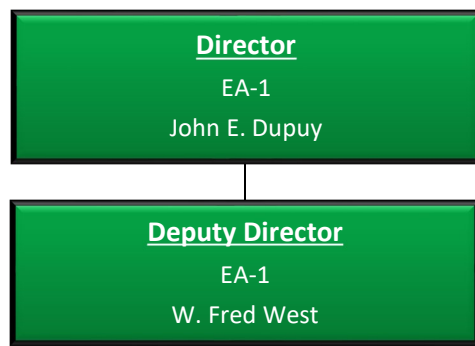 Director
EA-1
John E. Dupuy
Deputy Director
EA-1
W. Fred West